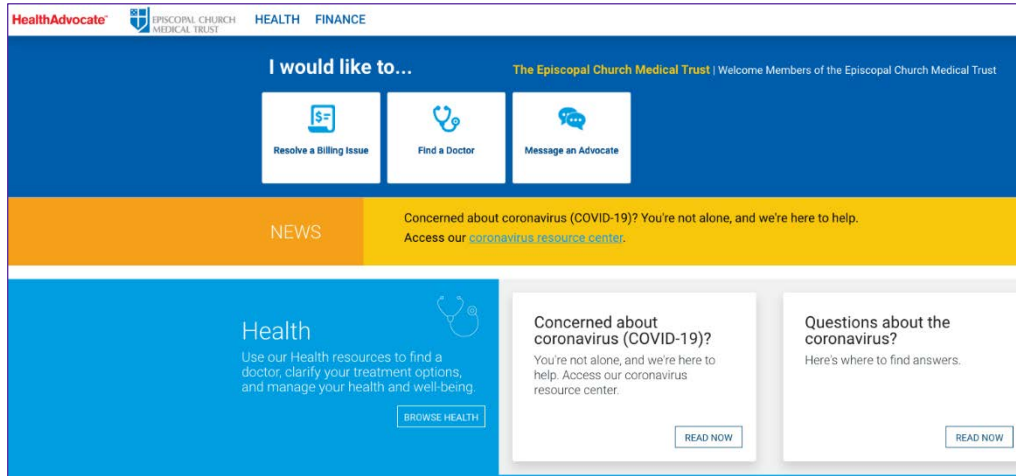 HealthAdvocate
EPISCOPAL CHURCH
MEDICAL TRUST
HEALTH FINANCE
I would like to...
The Episcopal Church Medical Trust | Welcome Members of the Episcopal Church Medical Trust
Resolve a Billing Issue
Find a Doctor
Message an Advocate
NEWS
Concerned about coronavirus (COVID-19)? You're not alone, and we're here to help.
Access our coronavirus resource center.
Health
Use our Health resources to find a
doctor, clarify your treatment options,
and manage your health and well-being.
BROWSE HEALTH
Concerned about
coronavirus (COVID-19)?
You're not alone, and we're here to
help. Access our coronavirus
resource center.
READ NOW
Questions about the
coronavirus?
Here's where to find answers.
READ NOW